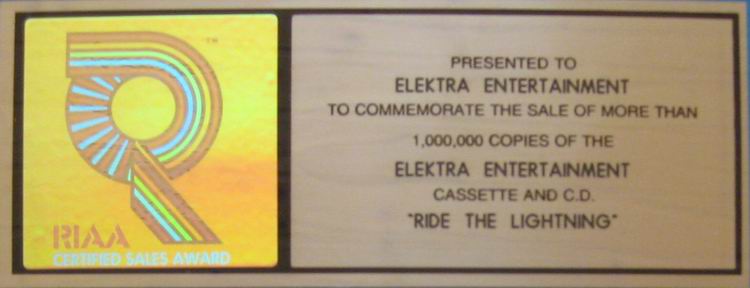 TM
RIAA
CERTIFIED SALES AWARD
PRESENTED TO
ELEKTRA ENTERTAINMENT
TO COMMEMORATE THE SALE OF MORE THAN
1,000,000 COPIES OF THE
ELEKTRA ENTERTAINMENT
CASSETTE AND C.D.
"RIDE THE LIGHTNING"